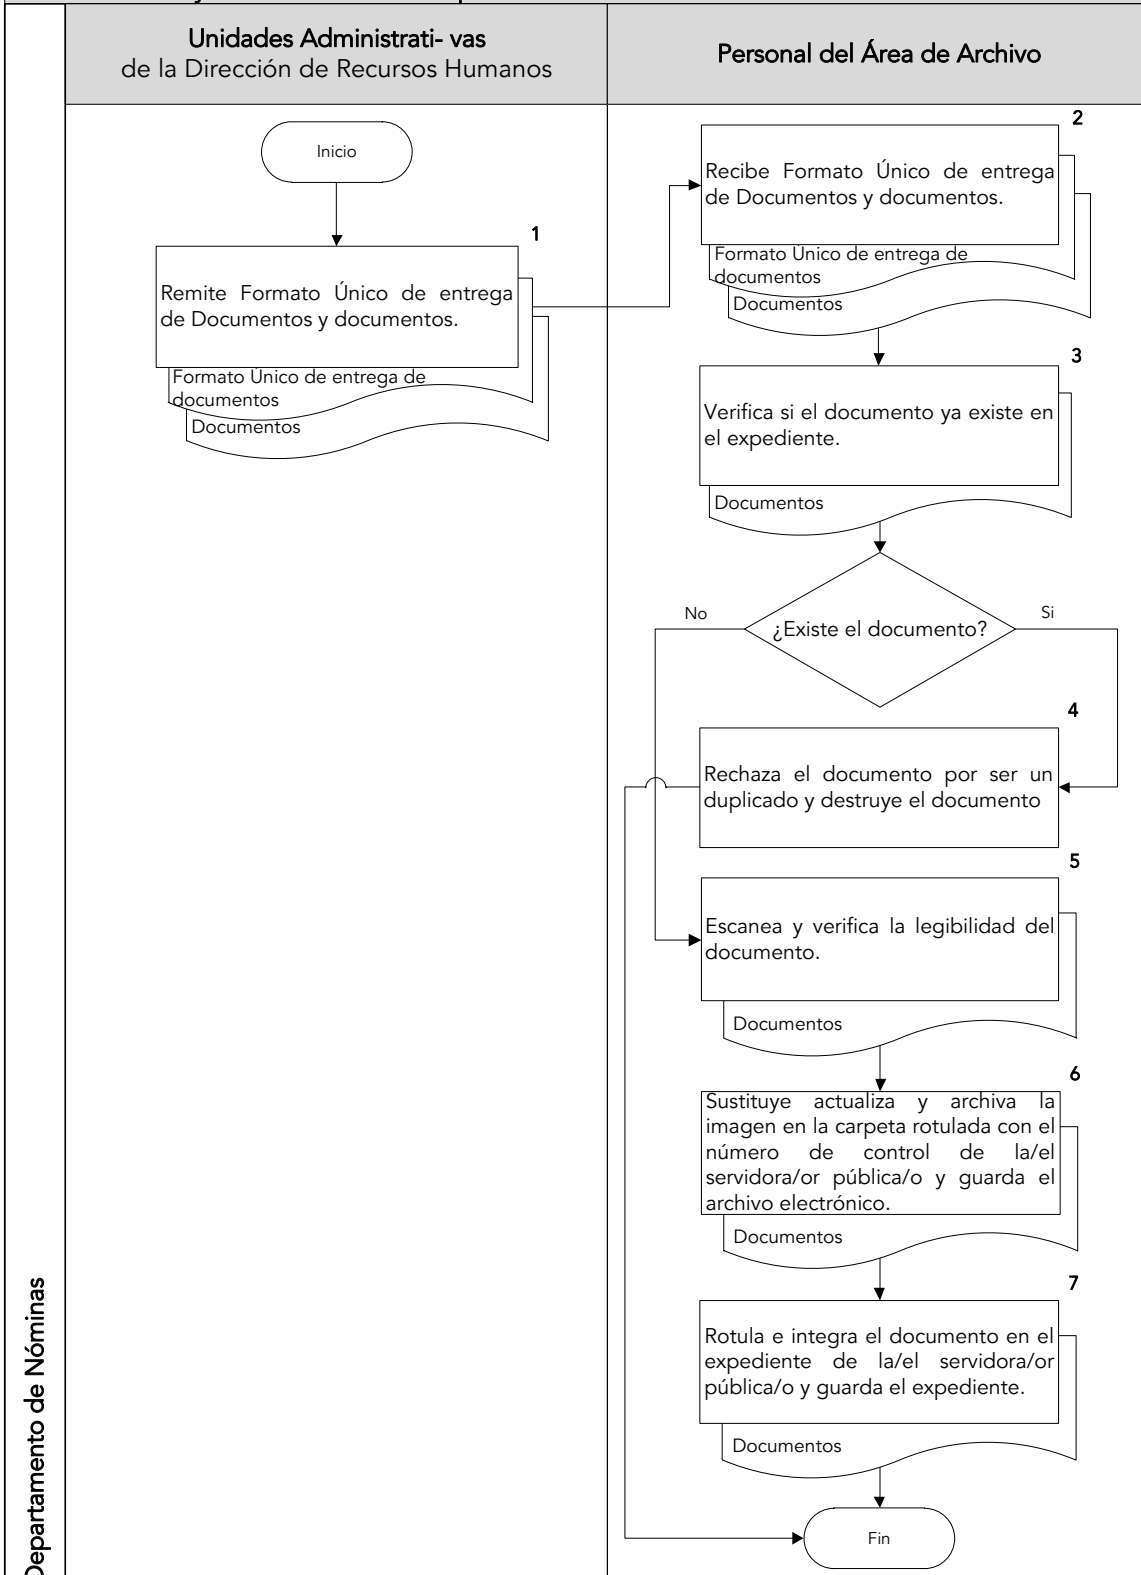 Unidades Administrati- vas
de la Dirección de Recursos Humanos
Personal del Área de Archivo
Inicio
1
Remite Formato Único de entrega
de Documentos y documentos.
Formato Único de entrega de
documentos
Documentos
2
Recibe Formato Único de entrega
de Documentos y documentos.
Formato Único de entrega de
documentos
Documentos
3
Verifica si el documento ya existe en
el expediente.
Documentos
No
¿Existe el documento?
Si
4
Rechaza el documento por ser un
duplicado y destruye el documento
5
Escanea y verifica la legibilidad del
documento.
Documentos
6
Sustituye actualiza y archiva la
imagen en la carpeta rotulada con el
número de control de la/el
servidora/or pública/o y guarda el
archivo electrónico.
Documentos
7
Rotula e integra el documento en el
expediente de la/el servidora/or
pública/o y guarda el expediente.
Documentos
Fin
Departamento de Nóminas